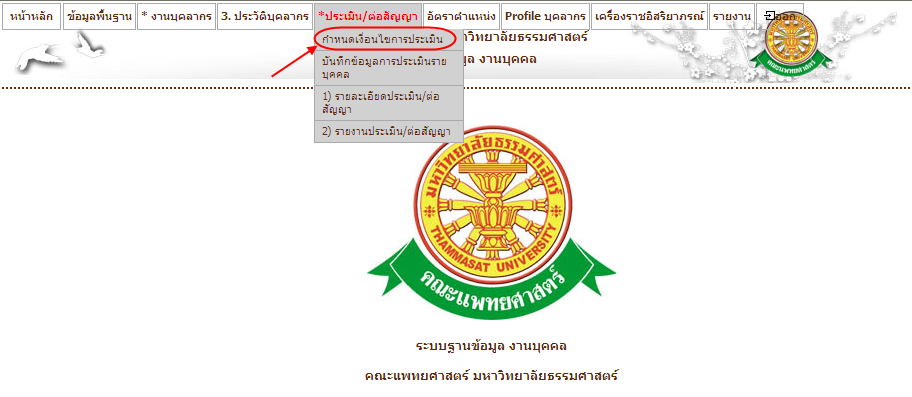 หน้าหลัก ข้อมูลพื้นฐาน * งานบุคลากร 3. ประวัติบุคลากร *ประเมิน/ต่อสัญญา อัตราตำแหน่ง Profile บุคลากร เครื่องราชอิสริยาภรณ์ รายงาน ออก
วิทยาลัยธรรมศาสตร์
กำหนดเงื่อนไขการประเมิน
มูล งานบุคคล
บันทึกข้อมูลการประเมินราย
บุคคล
1) รายละเอียดประเมิน/ต่อ
สัญญา
2) รายงานประเมิน/ต่อสัญญา
มหาวิทยาลัยธรรมศาสตร์
THAMMASAT UNIVERSITY
คณะแพทยศาสตร์
ระบบฐานข้อมูล งานบุคคล
คณะแพทยศาสตร์ มหาวิทยาลัยธรรมศาสตร์